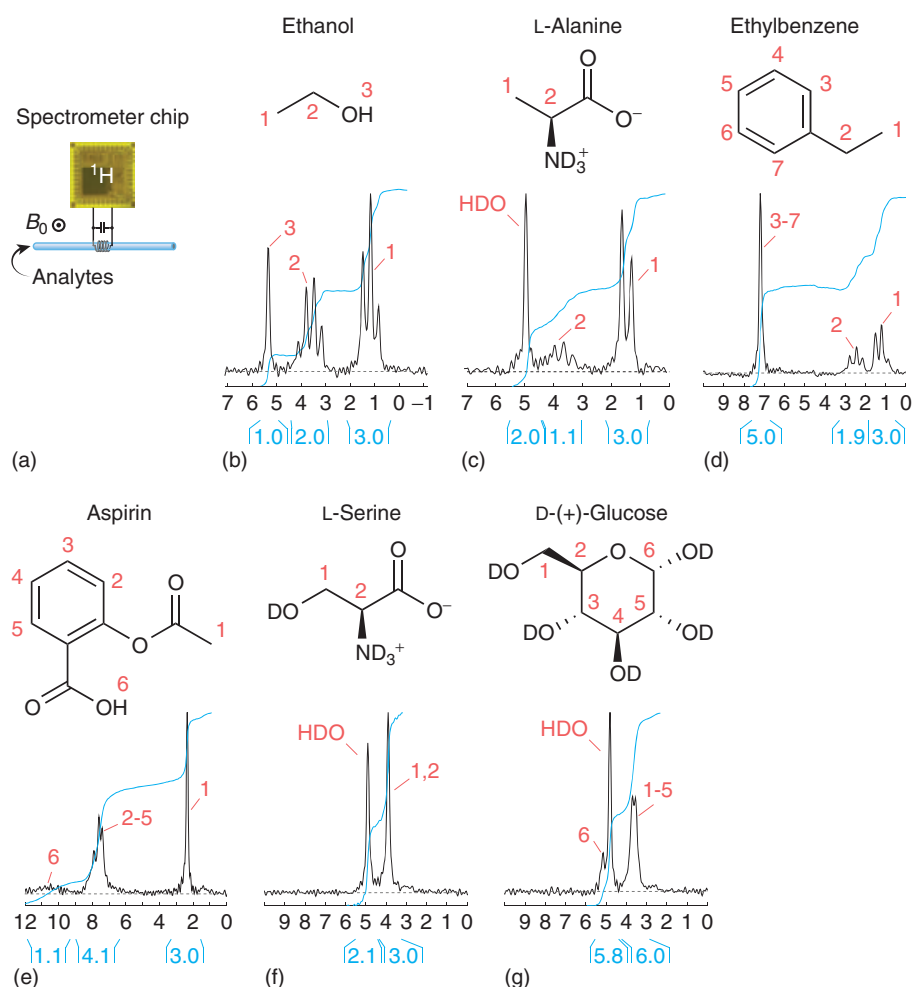 Ethanol
L-Alanine
Ethylbenzene
Spectrometer chip
¹H
B₀
Analytes
1
2
3
OH
1
2
O
O⁻
ND₃⁺
4
5
3
6
2
1
7
3
2
1
HDO
2
1
3-7
2
1
7 6 5 4 3 2 1 0 −1
7 6 5 4 3 2 1 0
10 9 8 7 6 5 4 3 2 1 0
1.0 2.0 3.0
2.0 1.1 3.0
5.0 1.9 3.0
(a)
(b)
(c)
(d)
Aspirin
L-Serine
D-(+)-Glucose
3
4
2
5
O
O
1
6
O
OH
1
2
O
DO
O⁻
ND₃⁺
2
O
6
OD
DO
1
3
5
4
DO
OD
OD
6
2-5
1
HDO
1,2
HDO
6
1-5
12 10 8 6 4 2 0
9 8 7 6 5 4 3 2 1 0
9 8 7 6 5 4 3 2 1 0
1.1 4.1 3.0
2.1 3.0
5.8 6.0
(e)
(f)
(g)